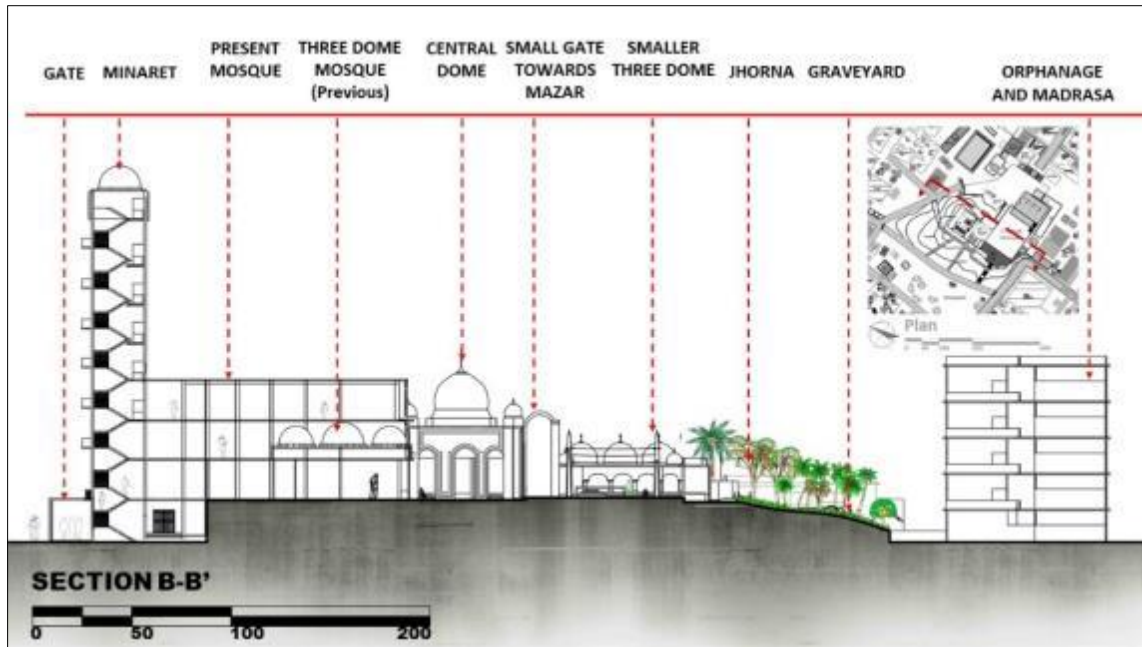 GATE
MINARET
PRESENT
MOSQUE
THREE DOME
MOSQUE
(Previous)
CENTRAL
DOME
SMALL GATE
TOWARDS
MAZAR
SMALLER
THREE DOME
JHORNA
GRAVEYARD
ORPHANAGE
AND MADRASA
Plan
SECTION B-B'
0 50 100 200